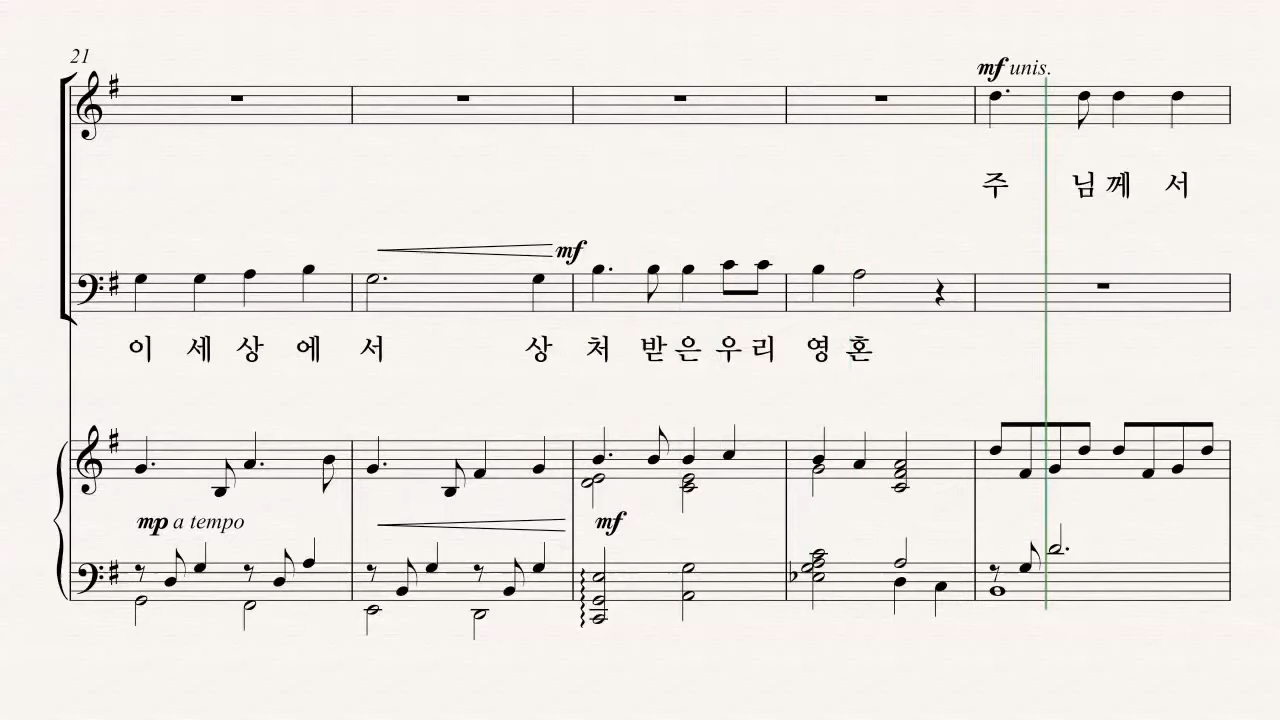 21
mf unis.
주 님 께 서
mf
이 세 상 에 서 상 처 받 은 우 리 영 혼
mp a tempo mf